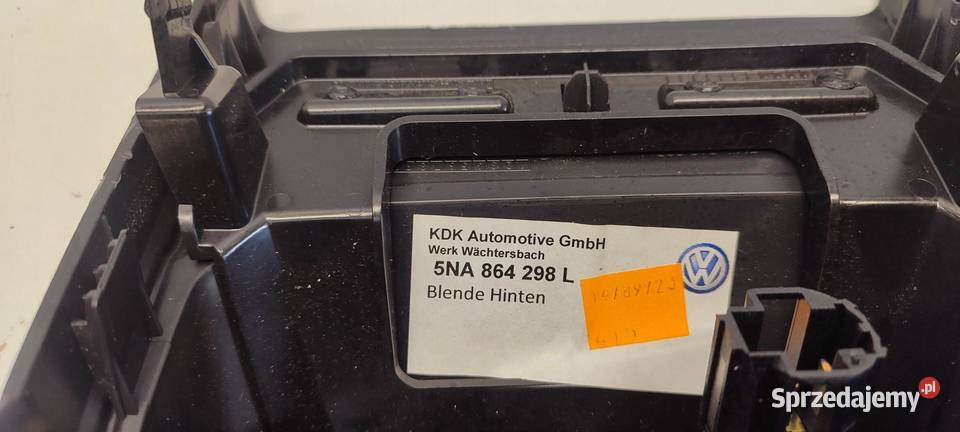 KDK Automotive GmbH
Werk Wächtersbach
5NA 864 298 L
Blende Hinten
Sprzedajemy.pl